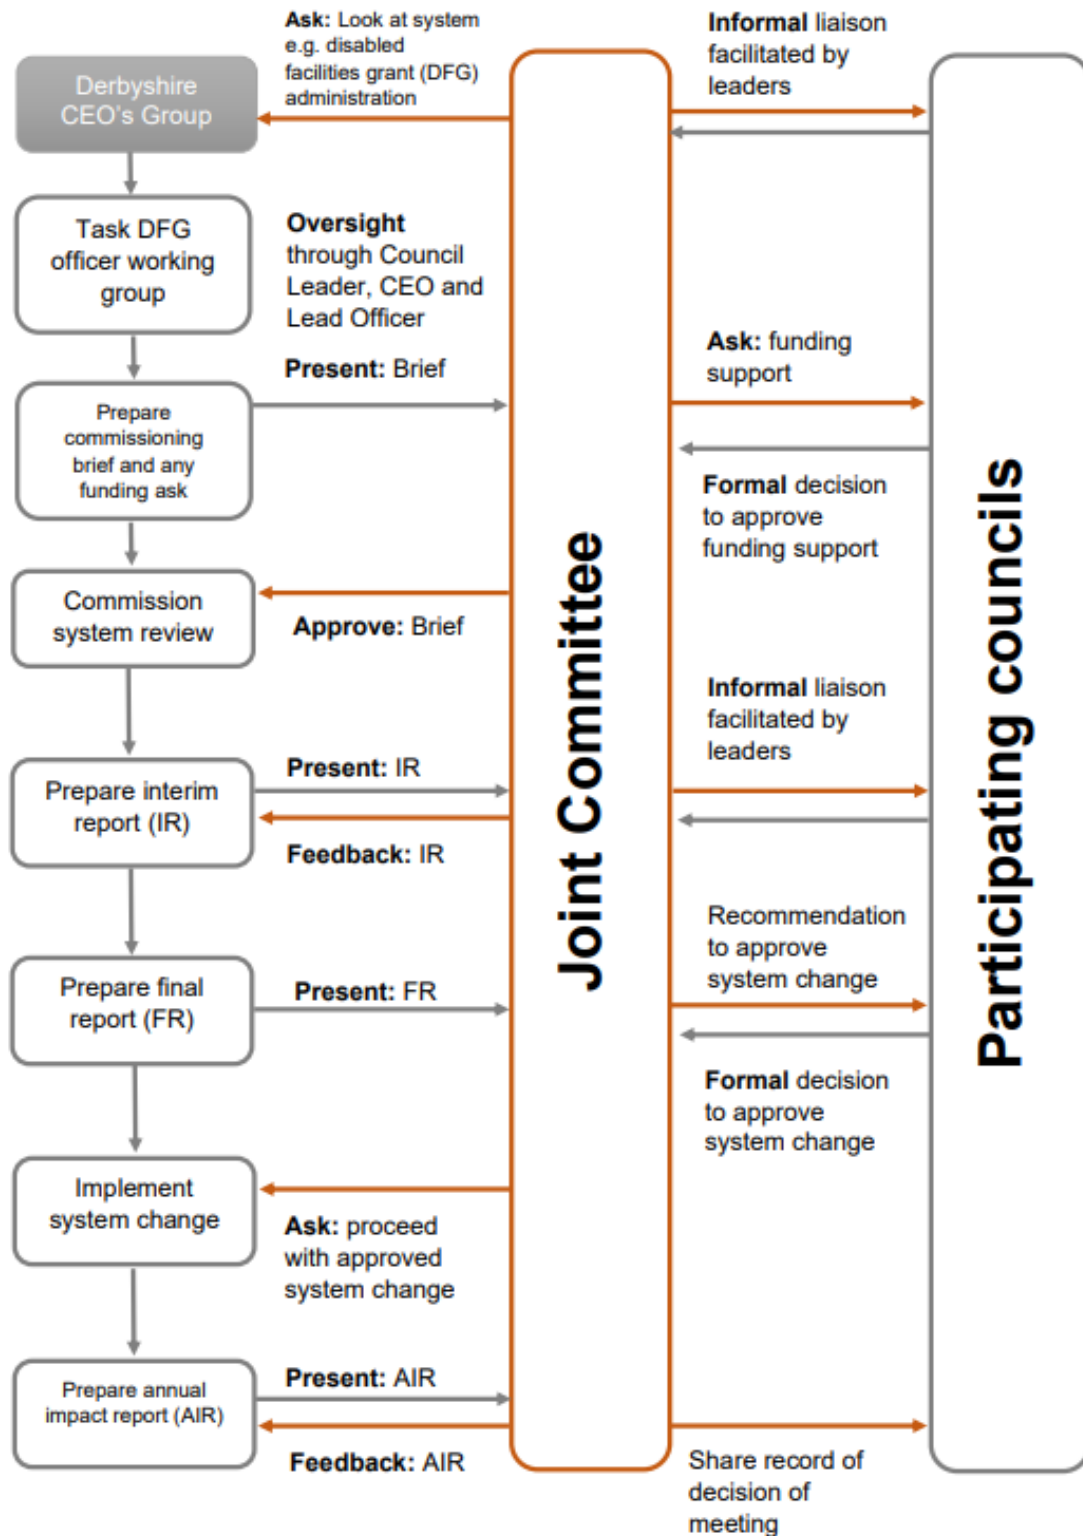 Ask: Look at system
e.g. disabled
facilities grant (DFG)
administration
Informal liaison
facilitated by
leaders
Derbyshire
CEO's Group
Task DFG
officer working
group
Oversight
through Council
Leader, CEO and
Lead Officer
Present: Brief
Ask: funding
support
Prepare
commissioning
brief and any
funding ask
Formal decision
to approve
funding support
Commission
system review
Approve: Brief
Joint Committee
Participating councils
Informal liaison
facilitated by
leaders
Prepare interim
report (IR)
Present: IR
Feedback: IR
Recommendation
to approve
system change
Prepare final
report (FR)
Present: FR
Formal decision
to approve
system change
Implement
system change
Ask: proceed
with approved
system change
Prepare annual
impact report (AIR)
Present: AIR
Feedback: AIR
Share record of
decision of
meeting